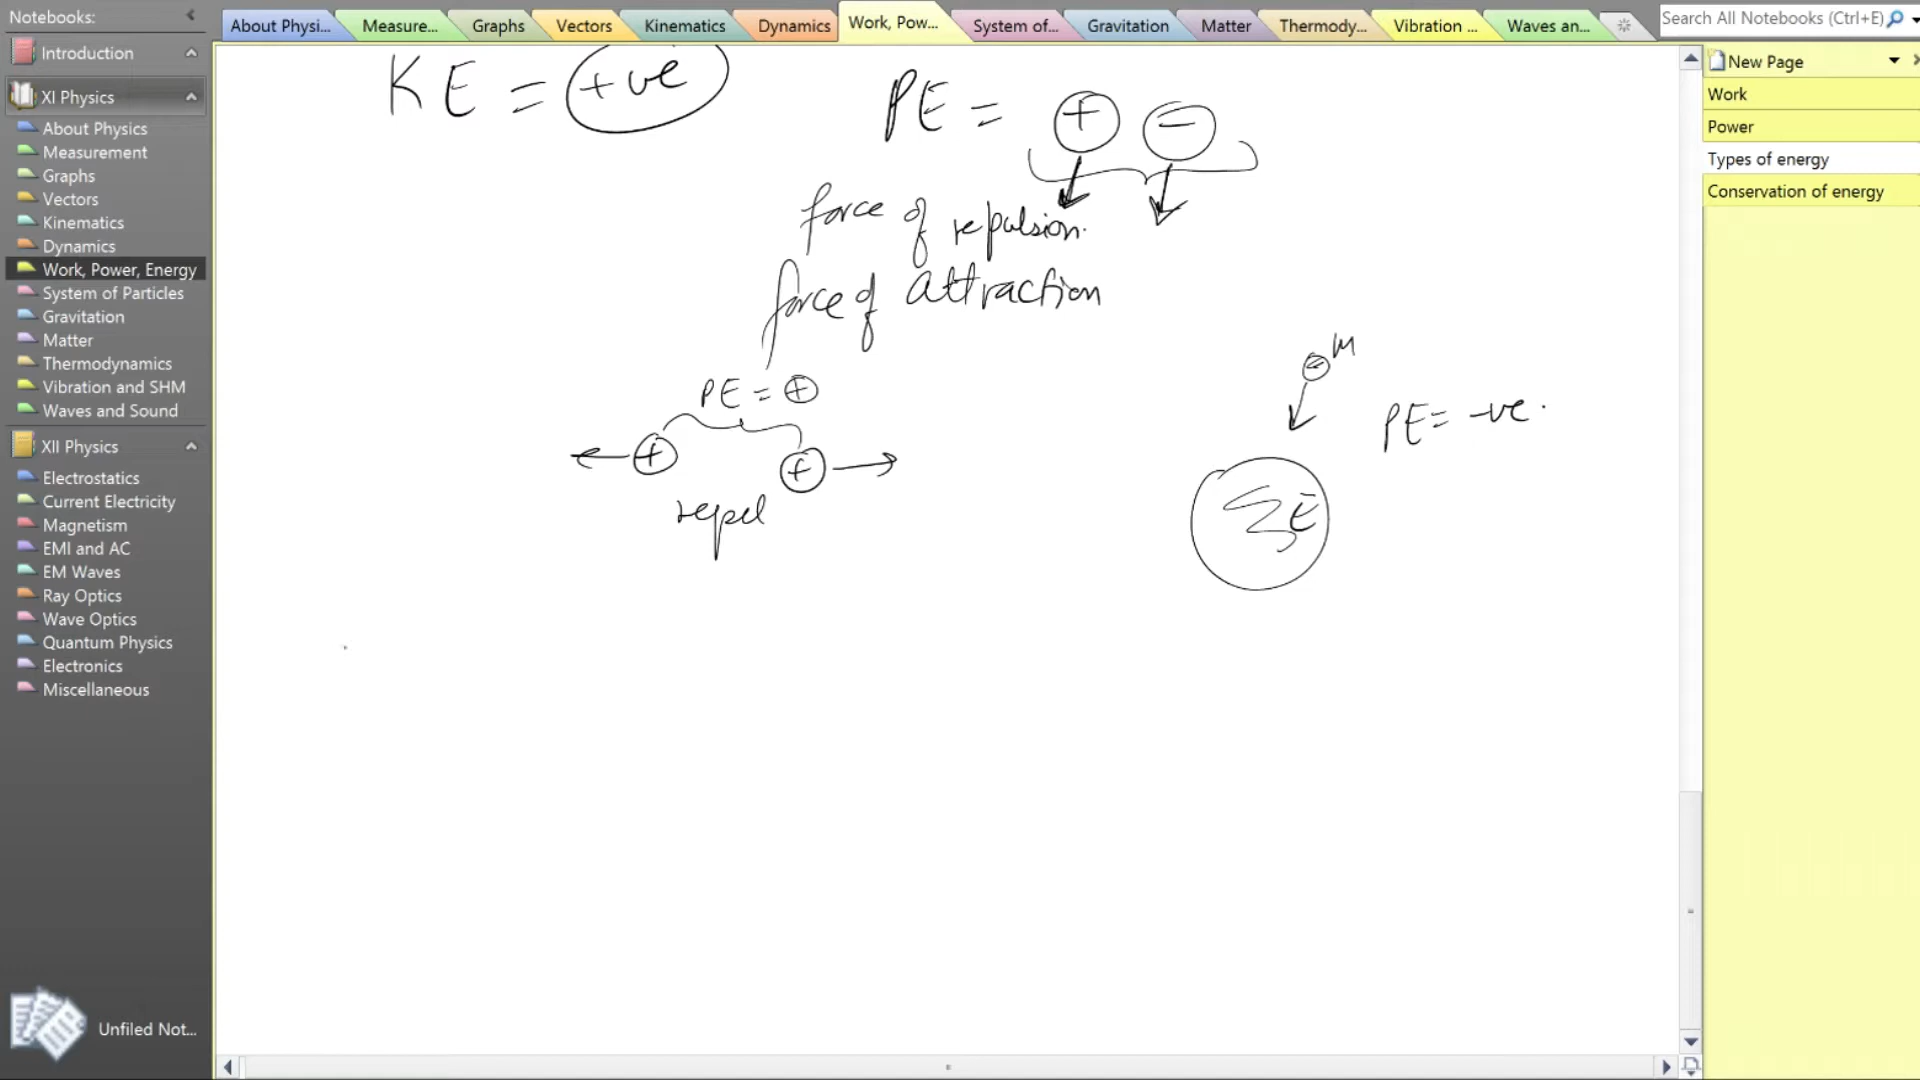 Notebooks:
Introduction
XI Physics
About Physics
Measurement
Graphs
Vectors
Kinematics
Dynamics
Work, Power, Energy
System of Particles
Gravitation
Matter
Thermodynamics
Vibration and SHM
Waves and Sound
XII Physics
Electrostatics
Current Electricity
Magnetism
EMI and AC
EM Waves
Ray Optics
Wave Optics
Quantum Physics
Electronics
Miscellaneous
Unfiled Not...
About Physi... Measure... Graphs Vectors Kinematics Dynamics Work, Pow... System of... Gravitation Matter Thermody... Vibration ... Waves an...
Search All Notebooks (Ctrl+E)
New Page
Work
Power
Types of energy
Conservation of energy
KE = +ve
PE = + -
force of repulsion.
force of attraction
PE = +
+ +
repel
M
PE = -ve.
E